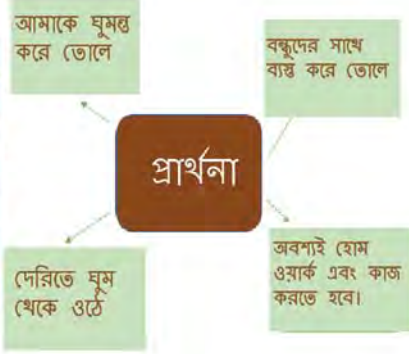 আমাকে ঘুমন্ত
করে তোলে
বন্ধুদের সাথে
ব্যস্ত করে তোলে
প্রার্থনা
দেরিতে ঘুম
থেকে ওঠে
অবশ্যই হোম
ওয়ার্ক এবং কাজ
করতে হবে।